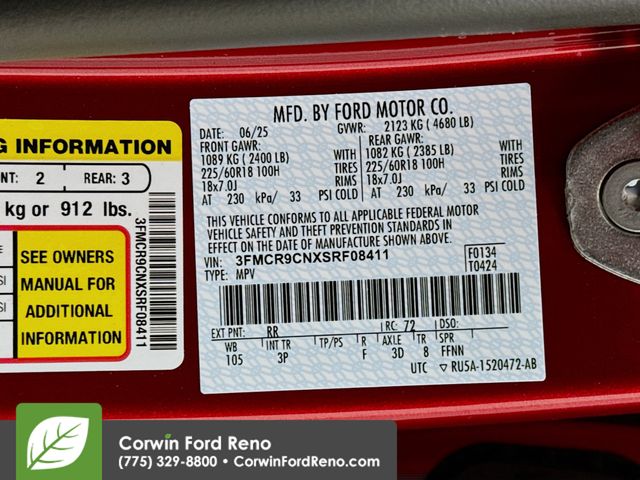 G INFORMATION
NT: 2 REAR: 3
kg or 912 lbs.
SEE OWNERS
MANUAL FOR
ADDITIONAL
INFORMATION
3FMCR9CNXSRF08411
MFD. BY FORD MOTOR CO.
DATE: 06/25 GVWR: 2123 KG ( 4680 LB)
FRONT GAWR: REAR GAWR:
1089 KG ( 2400 LB) WITH 1082 KG ( 2385 LB) WITH
225/60R18 100H TIRES 225/60R18 100H TIRES
18x7.0J RIMS 18x7.0J RIMS
AT 230 kPa/ 33 PSI COLD AT 230 kPa/ 33 PSI COLD
THIS VEHICLE CONFORMS TO ALL APPLICABLE FEDERAL MOTOR
VEHICLE SAFETY AND THEFT PREVENTION STANDARDS IN
EFFECT ON THE DATE OF MANUFACTURE SHOWN ABOVE.
VIN: 3FMCR9CNXSRF08411 F0134
TYPE: MPV T0424
EXT PNT: RR RC: 72 DSO:
WB INT TR TP/PS R AXLE TR SPR
105 3P F 3D 8 FFNN
UTC ▽ RU5A-1520472-AB
Corwin Ford Reno
(775) 329-8800 • CorwinFordReno.com